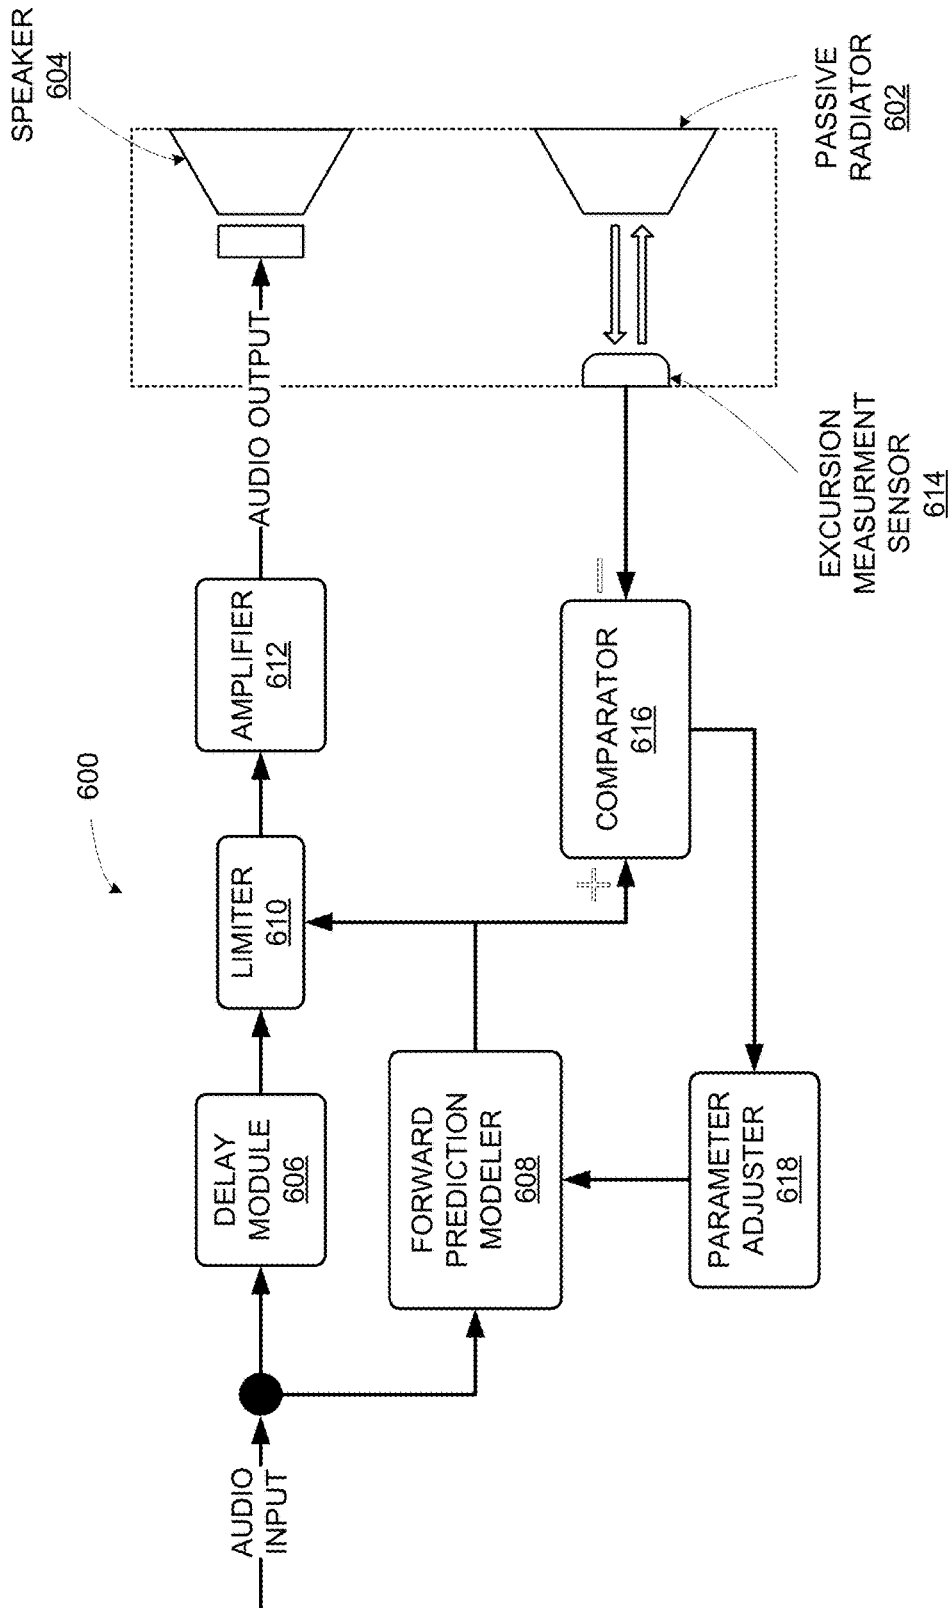 600
SPEAKER
604
AUDIO
INPUT
DELAY
MODULE
606
LIMITER
610
AMPLIFIER
612
AUDIO OUTPUT
FORWARD
PREDICTION
MODELER
608
+
COMPARATOR
616
−
PARAMETER
ADJUSTER
618
EXCURSION
MEASURMENT
SENSOR
614
PASSIVE
RADIATOR
602